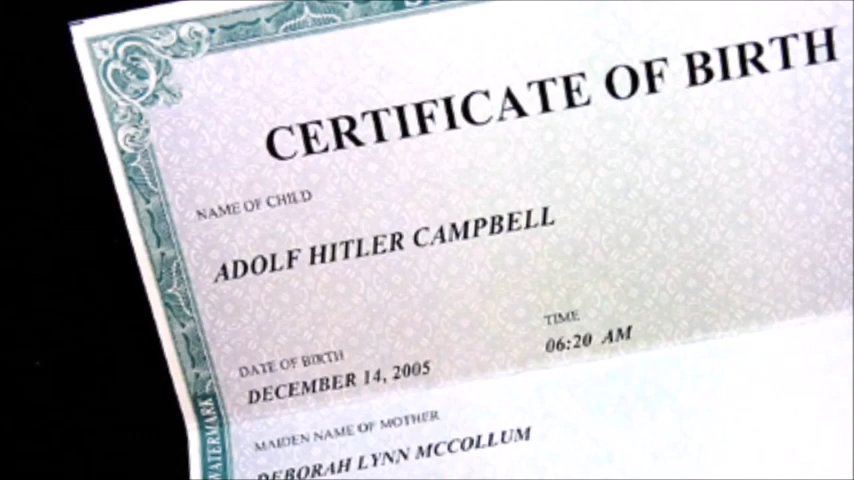 CERTIFICATE OF BIRTH
NAME OF CHILD
ADOLF HITLER CAMPBELL
TIME
06:20 AM
DATE OF BIRTH
DECEMBER 14, 2005
MAIDEN NAME OF MOTHER
DEBORAH LYNN MCCOLLUM
WATERMARK